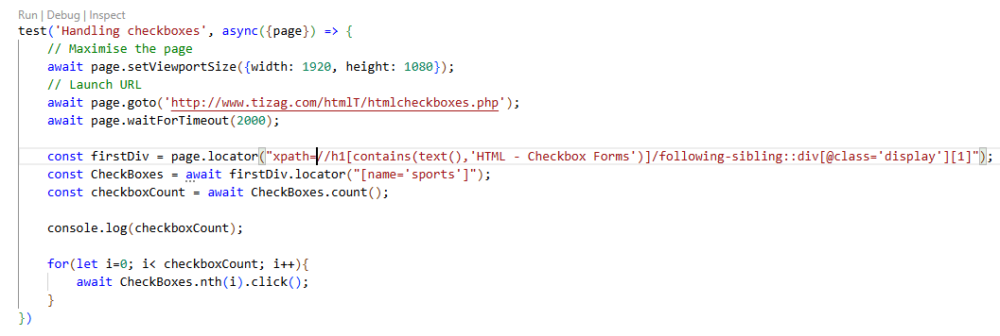 Run | Debug | Inspect
test('Handling checkboxes', async({page}) => {
    // Maximise the page
    await page.setViewportSize({width: 1920, height: 1080});
    // Launch URL
    await page.goto('http://www.tizag.com/htmlT/htmlcheckboxes.php');
    await page.waitForTimeout(2000);

    const firstDiv = page.locator("xpath=//h1[contains(text(),'HTML - Checkbox Forms')]/following-sibling::div[@class='display'][1]");
    const CheckBoxes = await firstDiv.locator("[name='sports']");
    const checkboxCount = await CheckBoxes.count();

    console.log(checkboxCount);

    for(let i=0; i< checkboxCount; i++){
        await CheckBoxes.nth(i).click();
    }
})